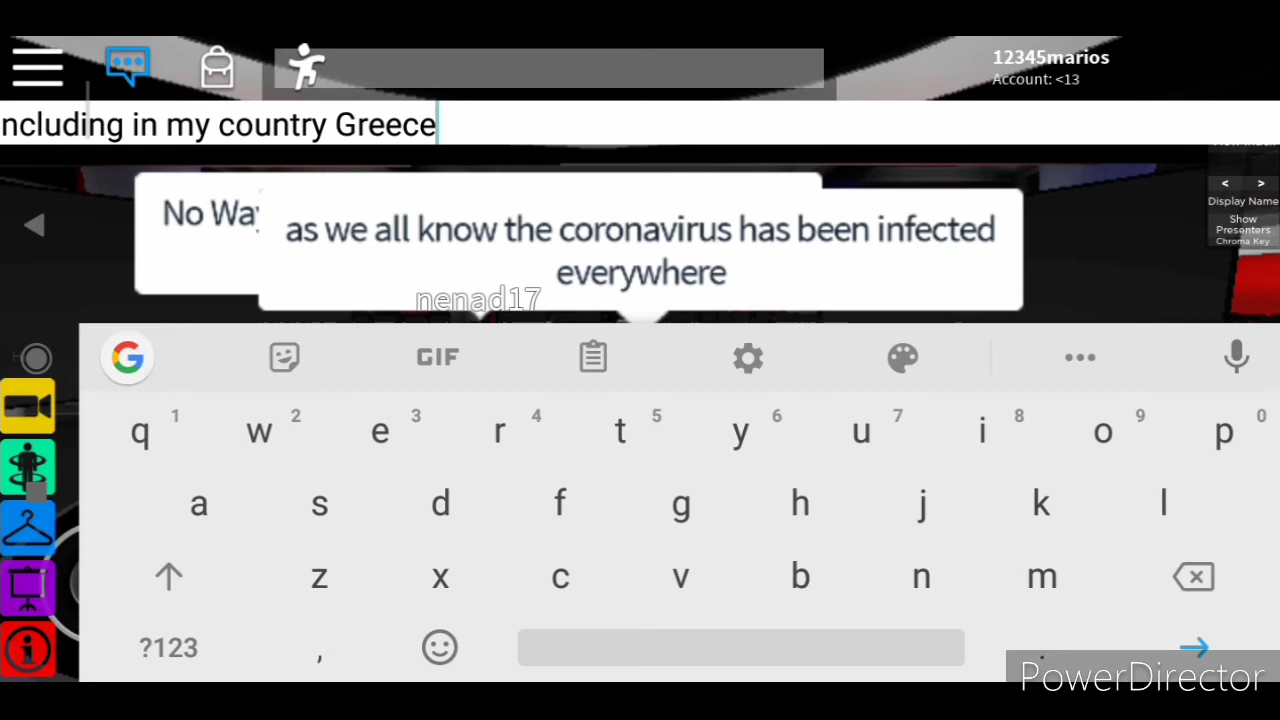 12345marios
Account: <13
ncluding in my country Greece
< >
Display Name
Show
Presenters
Chroma Key
No Way
as we all know the coronavirus has been infected
everywhere
nenad17
G GIF
q 1 w 2 e 3 r 4 t 5 y 6 u 7 i 8 o 9 p 0
a s d f g h j k l
z x c v b n m
?123 , .
PowerDirector